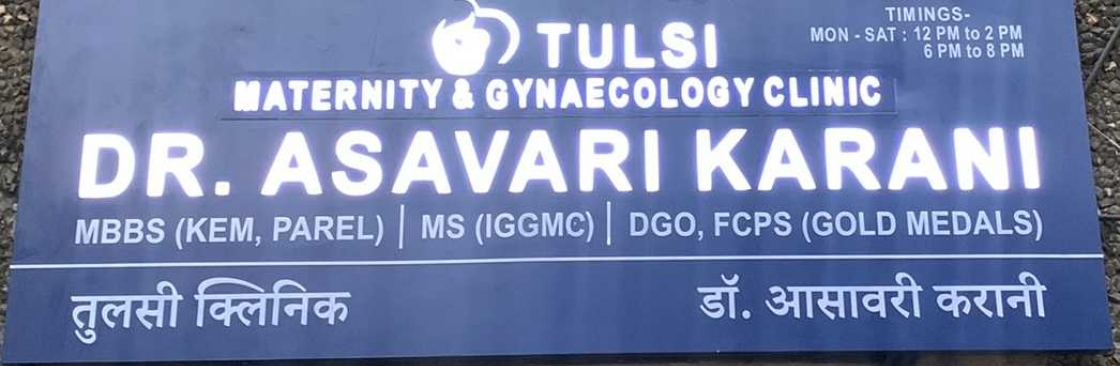 TULSI
TIMINGS-
MON - SAT : 12 PM to 2 PM
6 PM to 8 PM
MATERNITY & GYNAECOLOGY CLINIC
DR. ASAVARI KARANI
MBBS (KEM, PAREL) | MS (IGGMC) | DGO, FCPS (GOLD MEDALS)
तुलसी क्लिनिक डॉ. आसावरी करानी